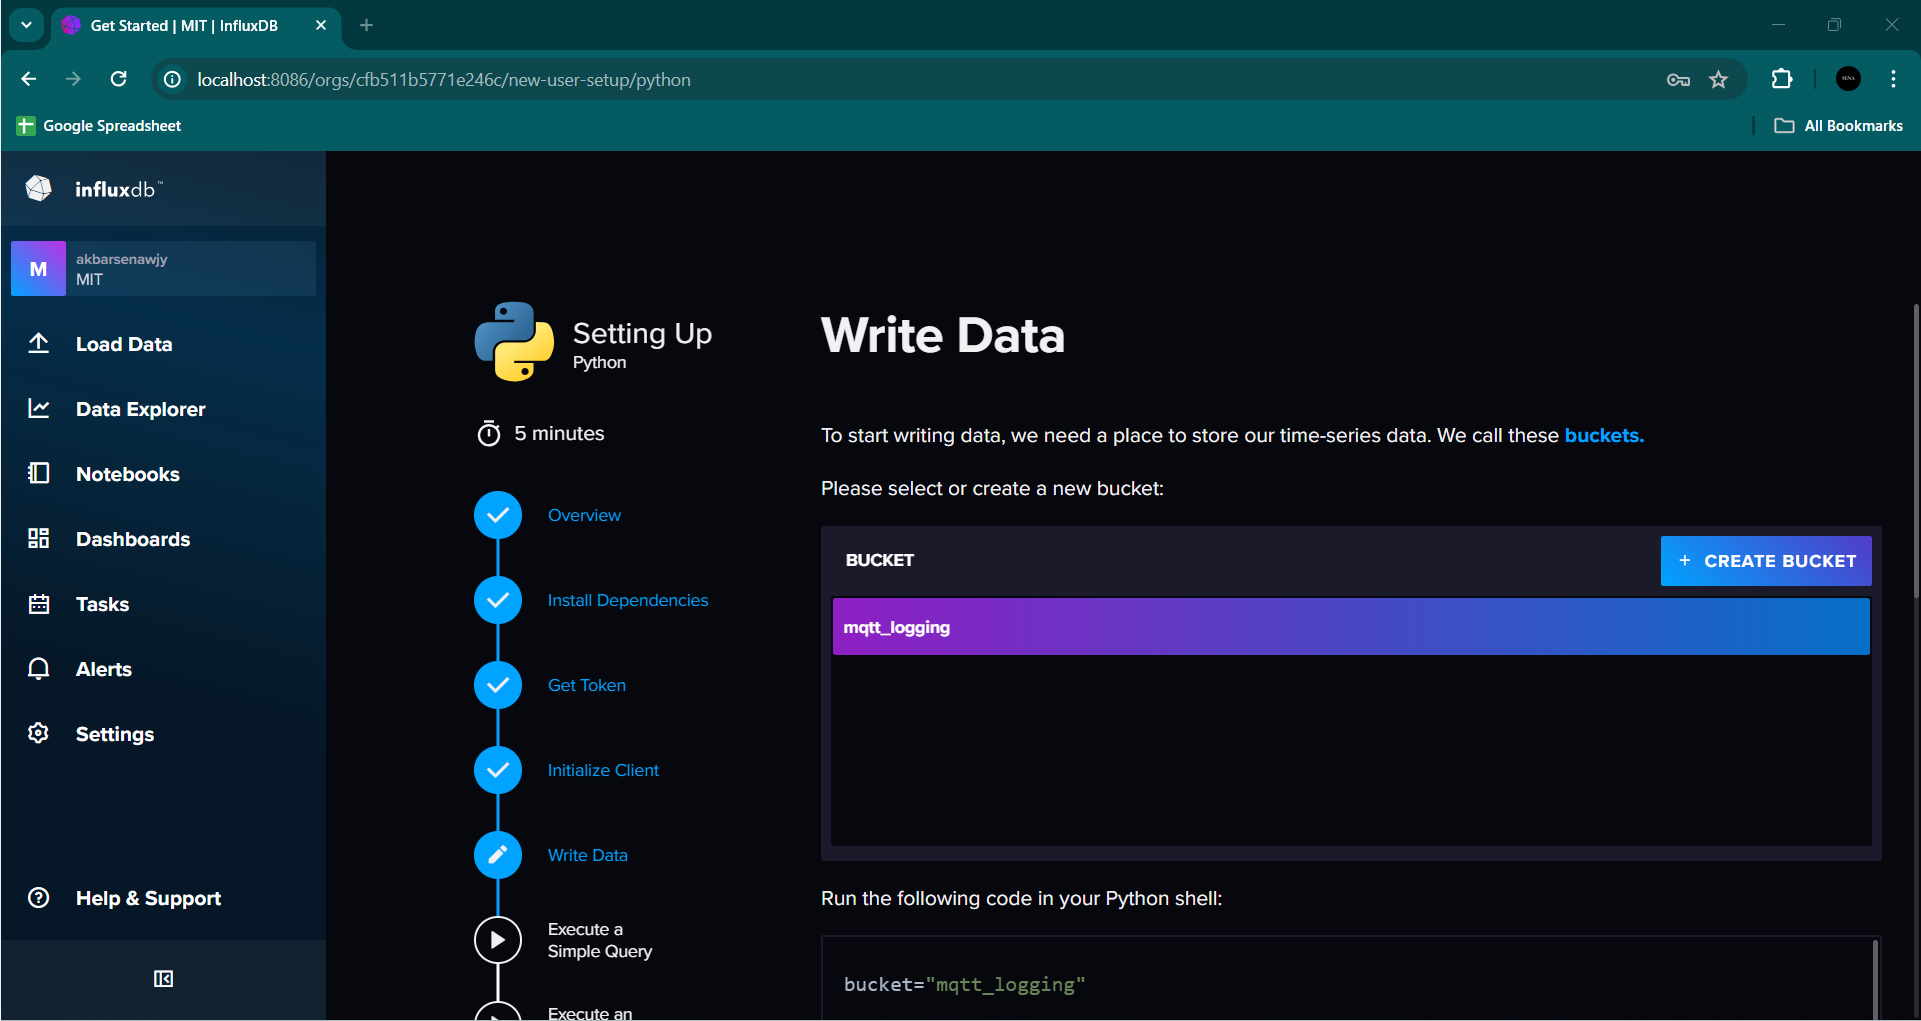 Get Started | MIT | InfluxDB
localhost:8086/orgs/cfb511b5771e246c/new-user-setup/python
Google Spreadsheet
All Bookmarks
influxdb™
M
akbarsenawjy
MIT
Load Data
Data Explorer
Notebooks
Dashboards
Tasks
Alerts
Settings
Help & Support
Setting Up
Python
5 minutes
Overview
Install Dependencies
Get Token
Initialize Client
Write Data
Execute a
Simple Query
Execute an
Write Data
To start writing data, we need a place to store our time-series data. We call these buckets.
Please select or create a new bucket:
BUCKET
+ CREATE BUCKET
mqtt_logging
Run the following code in your Python shell:
bucket="mqtt_logging"